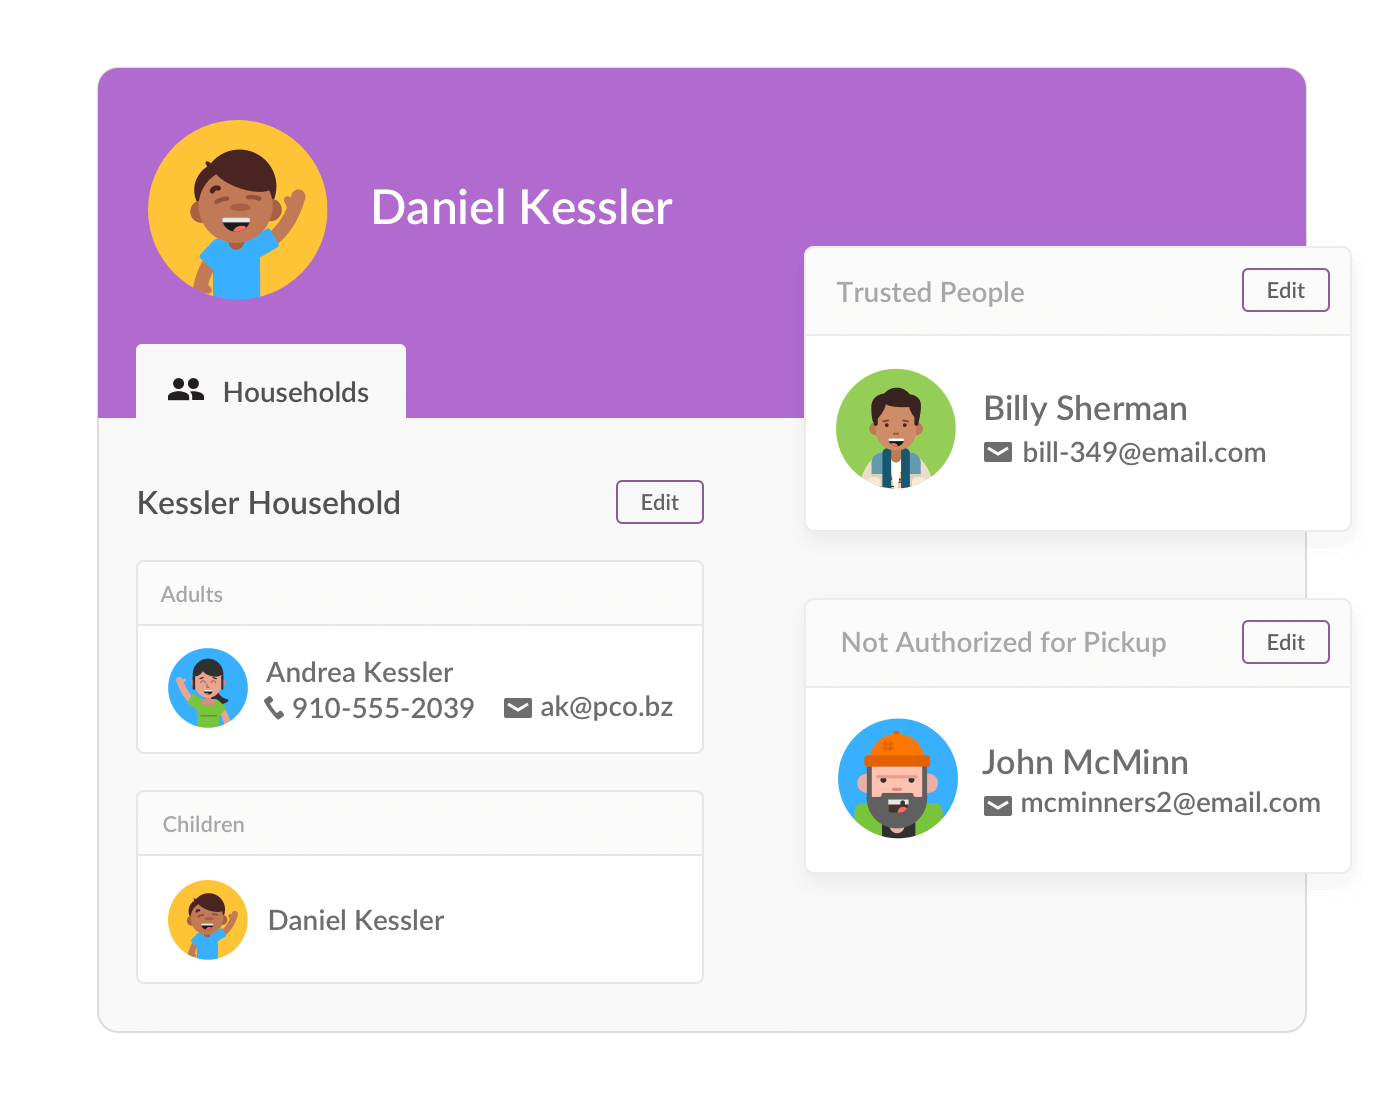 Daniel Kessler
Households
Kessler Household
Edit
Adults
Andrea Kessler
910-555-2039 ak@pco.bz
Children
Daniel Kessler
Trusted People
Edit
Billy Sherman
bill-349@email.com
Not Authorized for Pickup
Edit
John McMinn
mcminners2@email.com